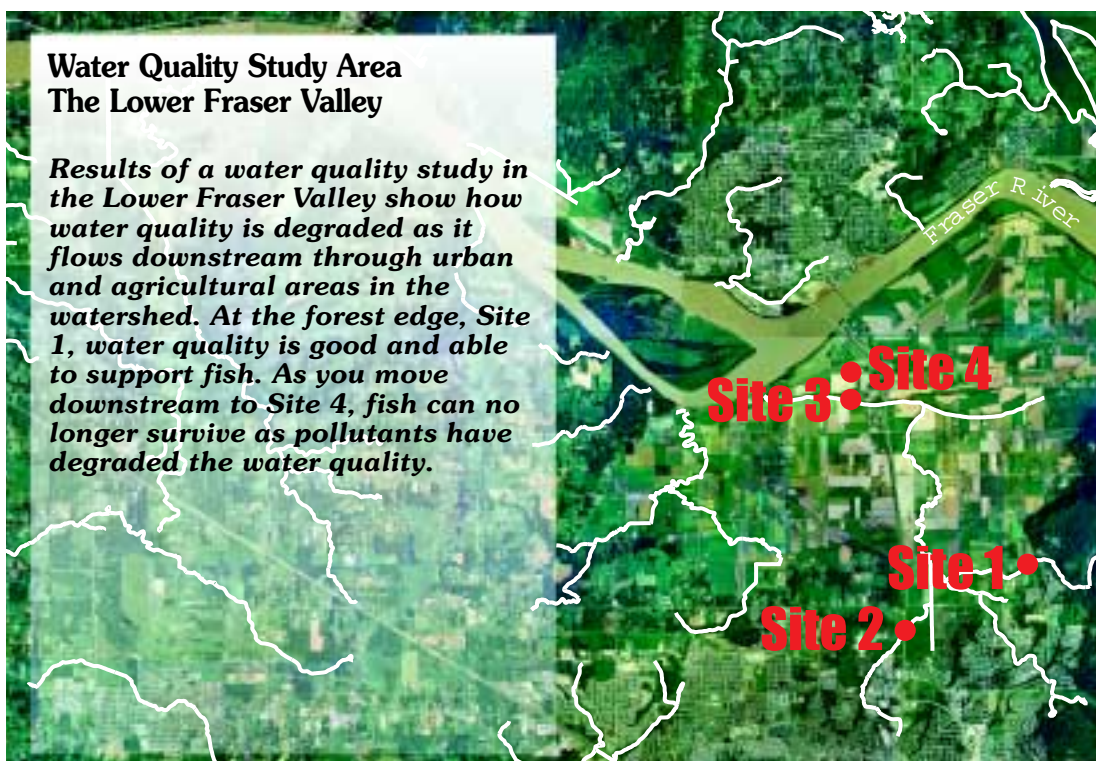 Water Quality Study Area
The Lower Fraser Valley
Results of a water quality study in
the Lower Fraser Valley show how
water quality is degraded as it
flows downstream through urban
and agricultural areas in the
watershed. At the forest edge, Site
1, water quality is good and able
to support fish. As you move
downstream to Site 4, fish can no
longer survive as pollutants have
degraded the water quality.
Fraser River
Site 4
Site 3
Site 1
Site 2